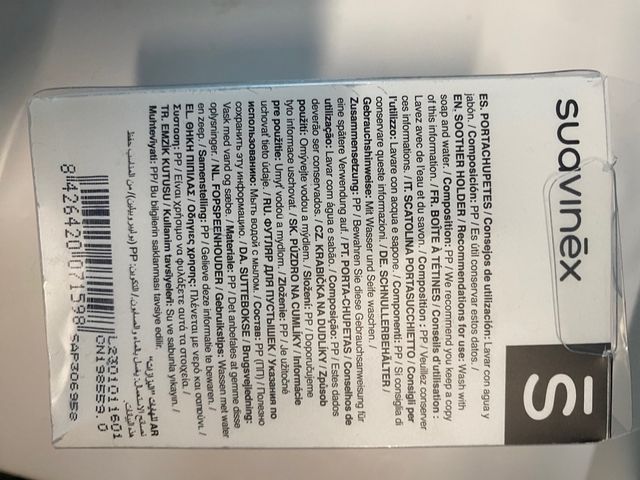 suavinex
S
ES. PORTACHUPETES / Consejos de utilización: Lavar con agua y
jabón. / Composición: PP / Es útil conservar estos datos.
EN. SOOTHER HOLDER / Recommendations for use: Wash with
soap and water. / Composition: PP / We recommend you keep a copy
of this information. / FR. BOÎTE À TÉTINES / Conseils d'utilisation :
Lavez avec de l'eau et du savon. / Composition : PP / Veuillez conserver
ces informations. / IT. SCATOLINA PORTASUCCHIETTO / Consigli per
l'utilizzo: Lavare con acqua e sapone. / Componenti: PP / Si consiglia di
conservare queste informazioni. / DE. SCHNULLERBEHÄLTER /
Gebrauchshinweise: Mit Wasser und Seife waschen. /
Zusammensetzung: PP / Bewahren Sie diese Gebrauchsanweisung für
eine spätere Verwendung auf. / PT. PORTA-CHUPETAS / Conselhos de
utilização: Lavar com água e sabão. / Composição: PP / Estes dados
deverão ser conservados. / CZ. KRABIČKA NA DUDLÍKY / Způsob
použití: Omývejte vodou a mýdlem. / Složení: PP / Doporučujeme
tyto informace uschovat. / SK. PÚZDRO NA CUMLÍKY / Informácie
pre použitie: Umyť vodou a mydlom. / Zloženie: PP / Je užitočné
uchovať tieto údaje. / RU. ФУТЛЯР ДЛЯ ПУСТЫШЕК / Указания по
использованию: Мыть водой с мылом. / Состав: PP (ПП) / Полезно
сохранить эту информацию. / DA. SUTTEBOKSE / Brugsvejledning:
Vask med vand og sæbe. / Materiale: PP / Det anbefales at gemme disse
oplysninger. / NL. FOPSPEENHOUDER / Gebruikstips: Wassen met water
en zeep. / Samenstelling: PP / Gelieve deze informatie te bewaren. /
EL. ΘΗΚΗ ΠΙΠΙΛΑΣ / Οδηγίες χρήσης: Πλένεται με νερό και σαπούνι. /
Σύσταση: PP / Είναι χρήσιμο να φυλάξετε αυτά τα στοιχεία. /
TR. EMZİK KUTUSU / Kullanım tavsiyeleri: Su ve sabunla yıkayın. /
Muhteviyatı: PP / Bu bilgilerin saklanması tavsiye edilir.
AR
8 426420 071598
L2301011601
CN198559.0
SAP306958